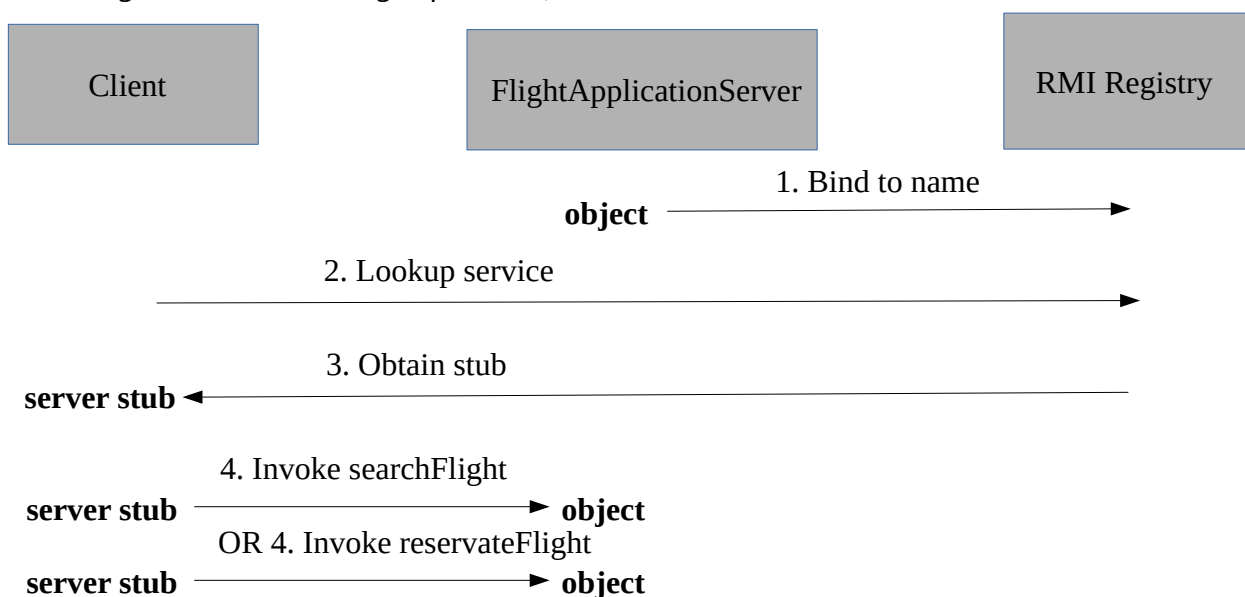 Client
FlightApplicationServer
RMI Registry
1. Bind to name
object
2. Lookup service
3. Obtain stub
server stub
4. Invoke searchFlight
server stub
object
OR 4. Invoke reservateFlight
server stub
object